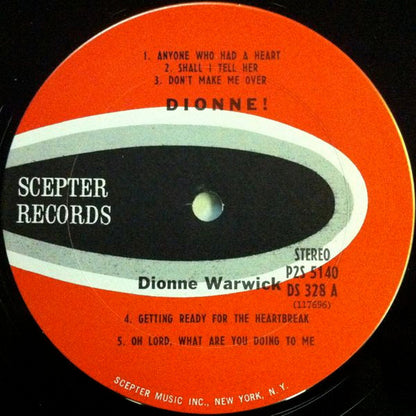 1. ANYONE WHO HAD A HEART
2. SHALL I TELL HER
3. DON'T MAKE ME OVER
DIONNE!
SCEPTER
RECORDS
STEREO
P2S 5140
Dionne Warwick
DS 328 A
(117696)
4. GETTING READY FOR THE HEARTBREAK
5. OH LORD, WHAT ARE YOU DOING TO ME
SCEPTER MUSIC INC., NEW YORK, N.Y.